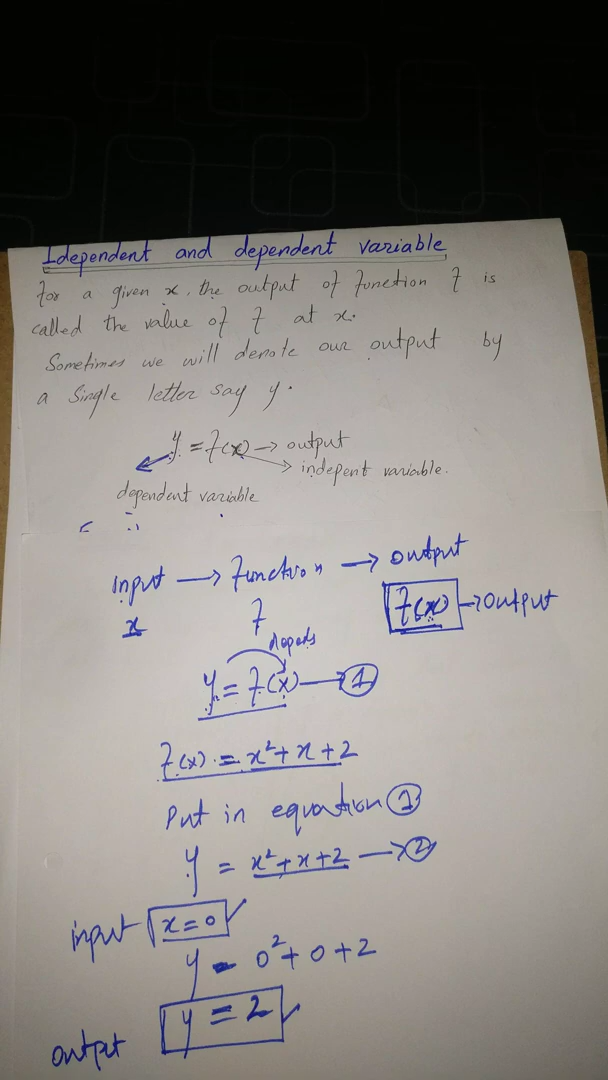 Idependent and dependent variable
For a given x, the output of function f is
called the value of f at x.
Sometimes we will denote our output by
a single letter say y.
y = f(x) → output
→ indepent variable.
dependent variable
input → function → output
x f f(x) → output
depends
y = f(x) → ①
f(x) = x² + x + 2
Put in equation ①
y = x² + x + 2 → ②
input x = 0 ✓
y = 0² + 0 + 2
output y = 2 ✓